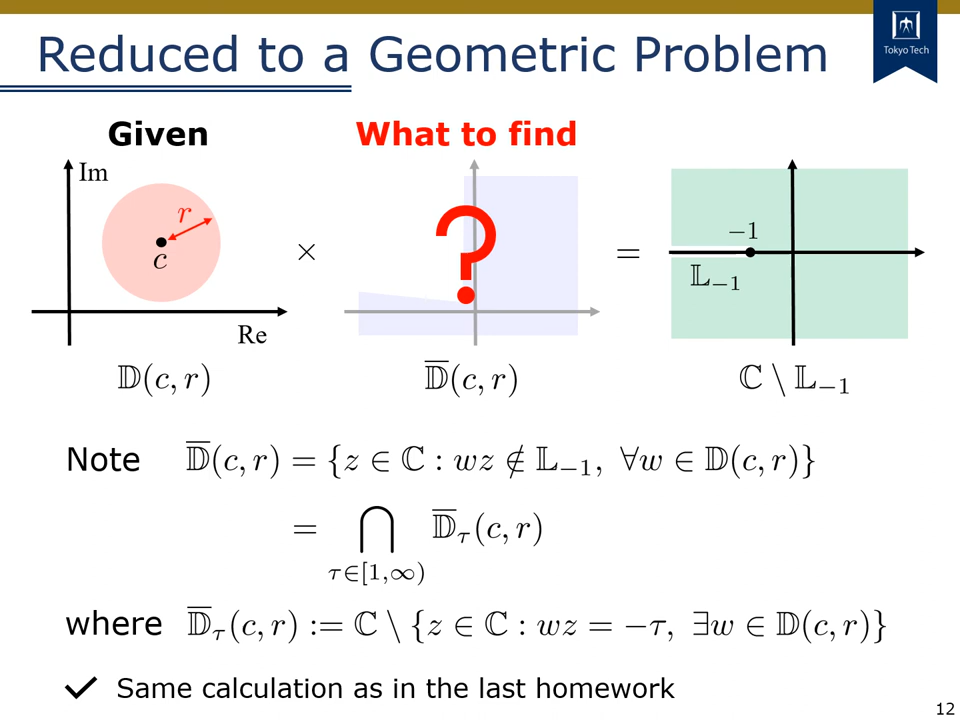 Reduced to a Geometric Problem
Tokyo Tech
Given
What to find
Im
r
c
Re
×
?
=
−1
𝕃₋₁
𝔻(c, r)
𝔻̅(c, r)
ℂ \ 𝕃₋₁
Note 𝔻̅(c, r) = {z ∈ ℂ : wz ∉ 𝕃₋₁, ∀w ∈ 𝔻(c, r)}
= ⋂ 𝔻̅τ(c, r)
τ∈[1,∞)
where 𝔻̅τ(c, r) := ℂ \ {z ∈ ℂ : wz = −τ, ∃w ∈ 𝔻(c, r)}
✓ Same calculation as in the last homework
12